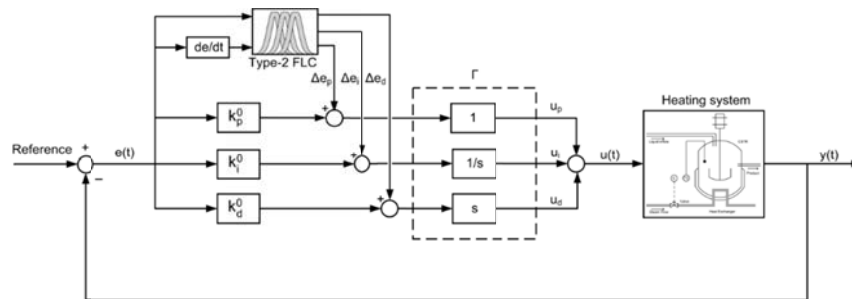 de/dt
Type-2 FLC
Δe_p Δe_i Δe_d
Γ
Heating system
k_p^0
1
u_p
Reference
+
−
e(t)
k_i^0
+
1/s
u_i
u(t)
y(t)
k_d^0
+
s
u_d
+